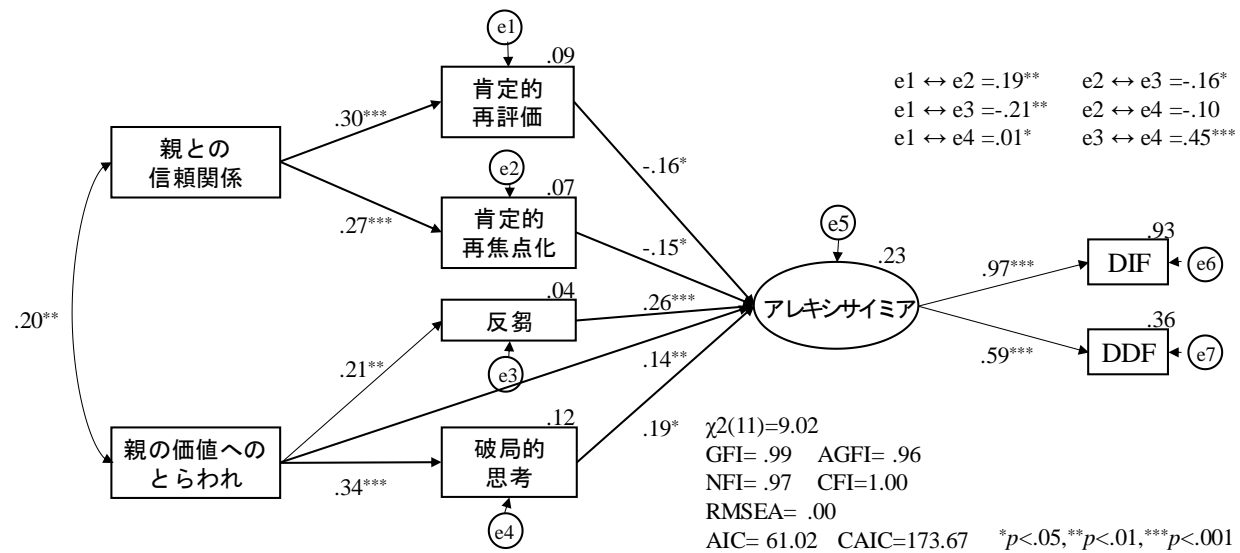 e1
.09
肯定的
再評価
e1 ↔ e2 =.19**
e2 ↔ e3 =-.16*
e1 ↔ e3 =-.21**
e2 ↔ e4 =-.10
e1 ↔ e4 =.01*
e3 ↔ e4 =.45***
.30***
親との
信頼関係
-.16*
e2
.07
.27***
肯定的
再焦点化
-.15*
e5
.23
.93
.97***
DIF
e6
.04
.26***
アレキシサイミア
.20**
反芻
.36
.59***
DDF
e7
.21**
e3
.14**
.12
.19*
親の価値への
とらわれ
破局的
思考
.34***
e4
χ2(11)=9.02
GFI= .99 AGFI= .96
NFI= .97 CFI=1.00
RMSEA= .00
AIC= 61.02 CAIC=173.67
*p<.05,**p<.01,***p<.001